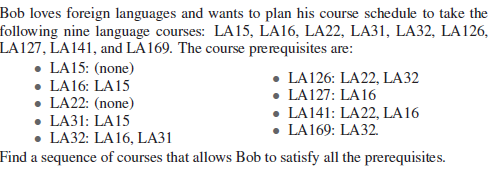 Bob loves foreign languages and wants to plan his course schedule to take the
following nine language courses: LA15, LA16, LA22, LA31, LA32, LA126,
LA127, LA141, and LA169. The course prerequisites are:
• LA15: (none)
• LA16: LA15
• LA22: (none)
• LA31: LA15
• LA32: LA16, LA31
• LA126: LA22, LA32
• LA127: LA16
• LA141: LA22, LA16
• LA169: LA32.
Find a sequence of courses that allows Bob to satisfy all the prerequisites.